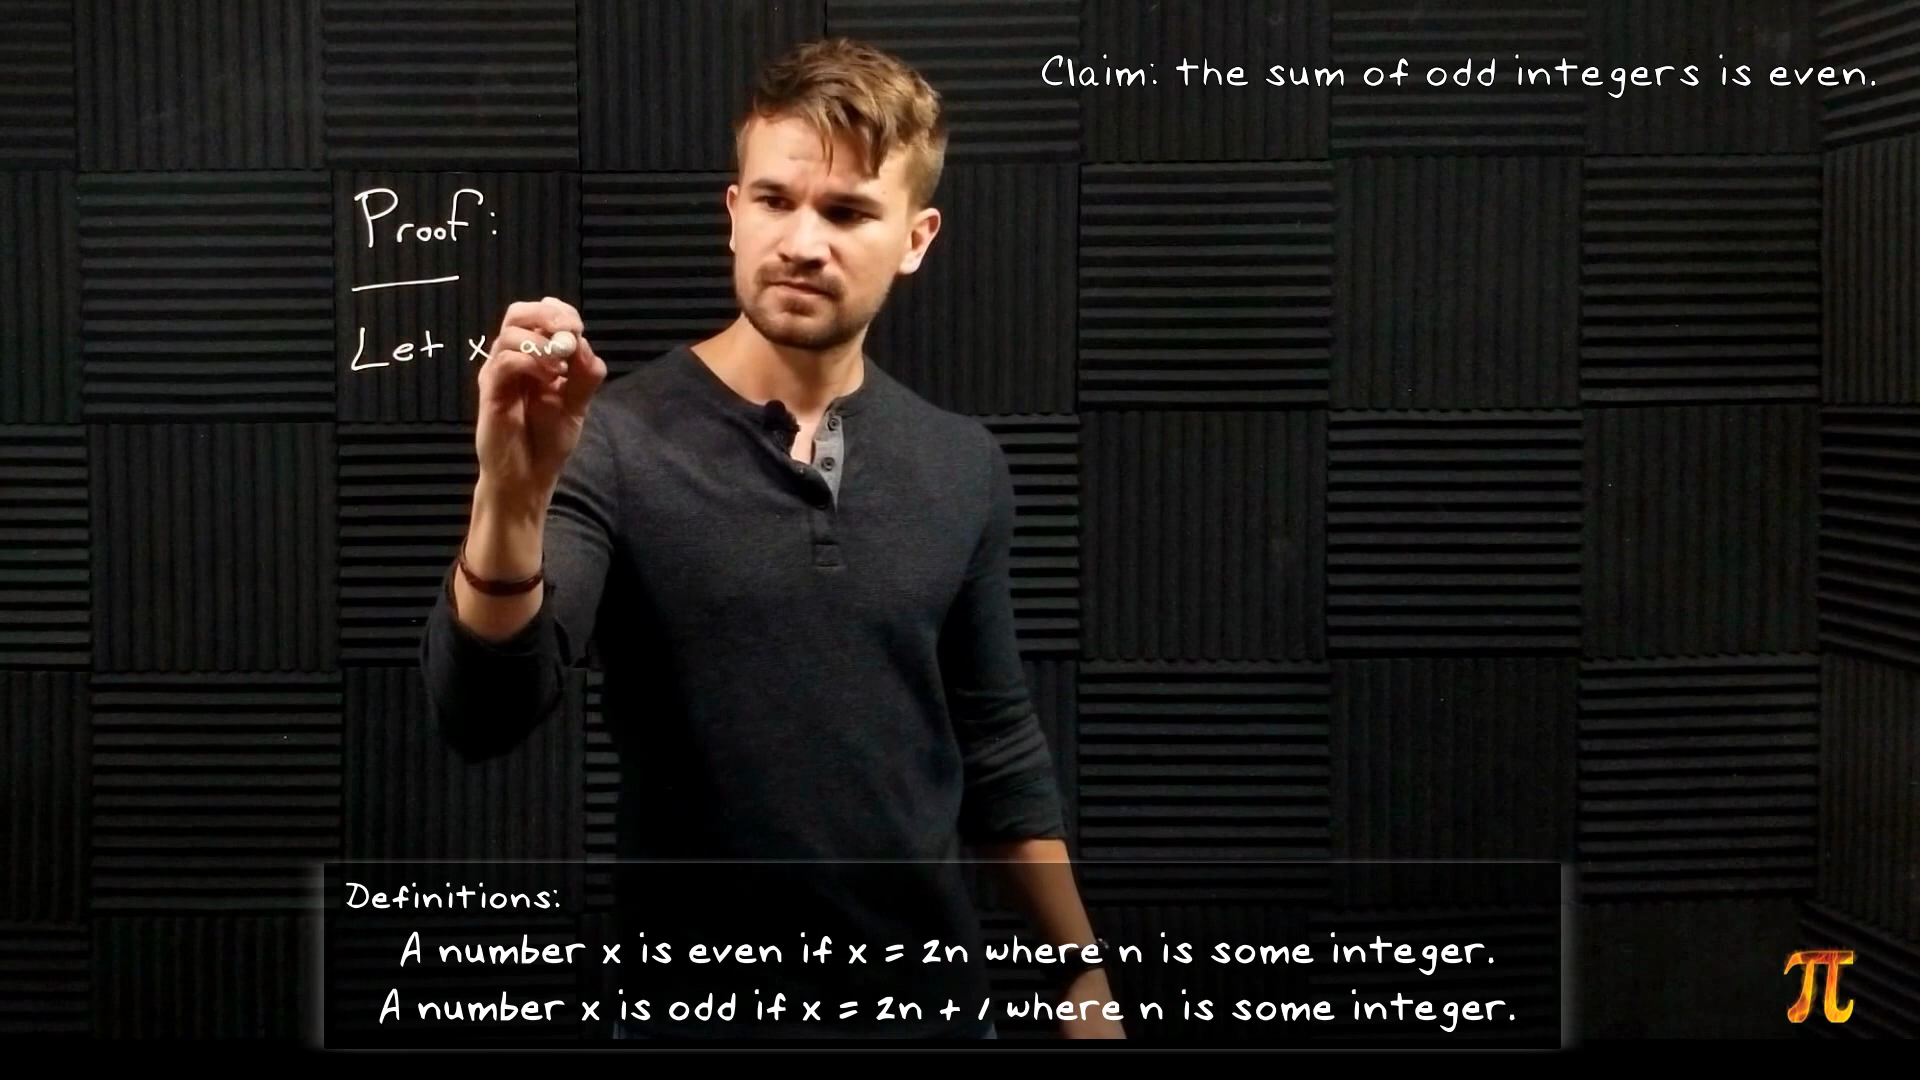 Claim: the sum of odd integers is even.
Proof:
Let x
Definitions:
A number x is even if x = 2n where n is some integer.
A number x is odd if x = 2n + 1 where n is some integer.
π